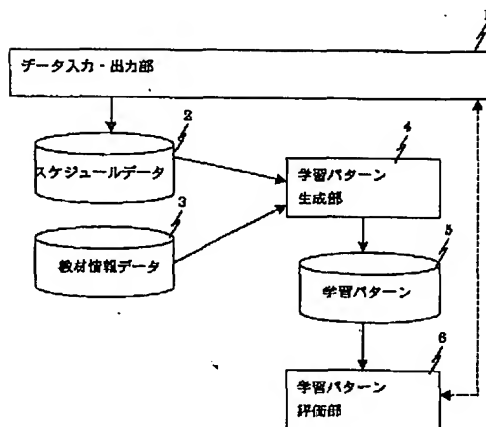 1
データ入力・出力部
2
スケジュールデータ
4
学習パターン
生成部
3
教材情報データ
5
学習パターン
6
学習パターン
評価部